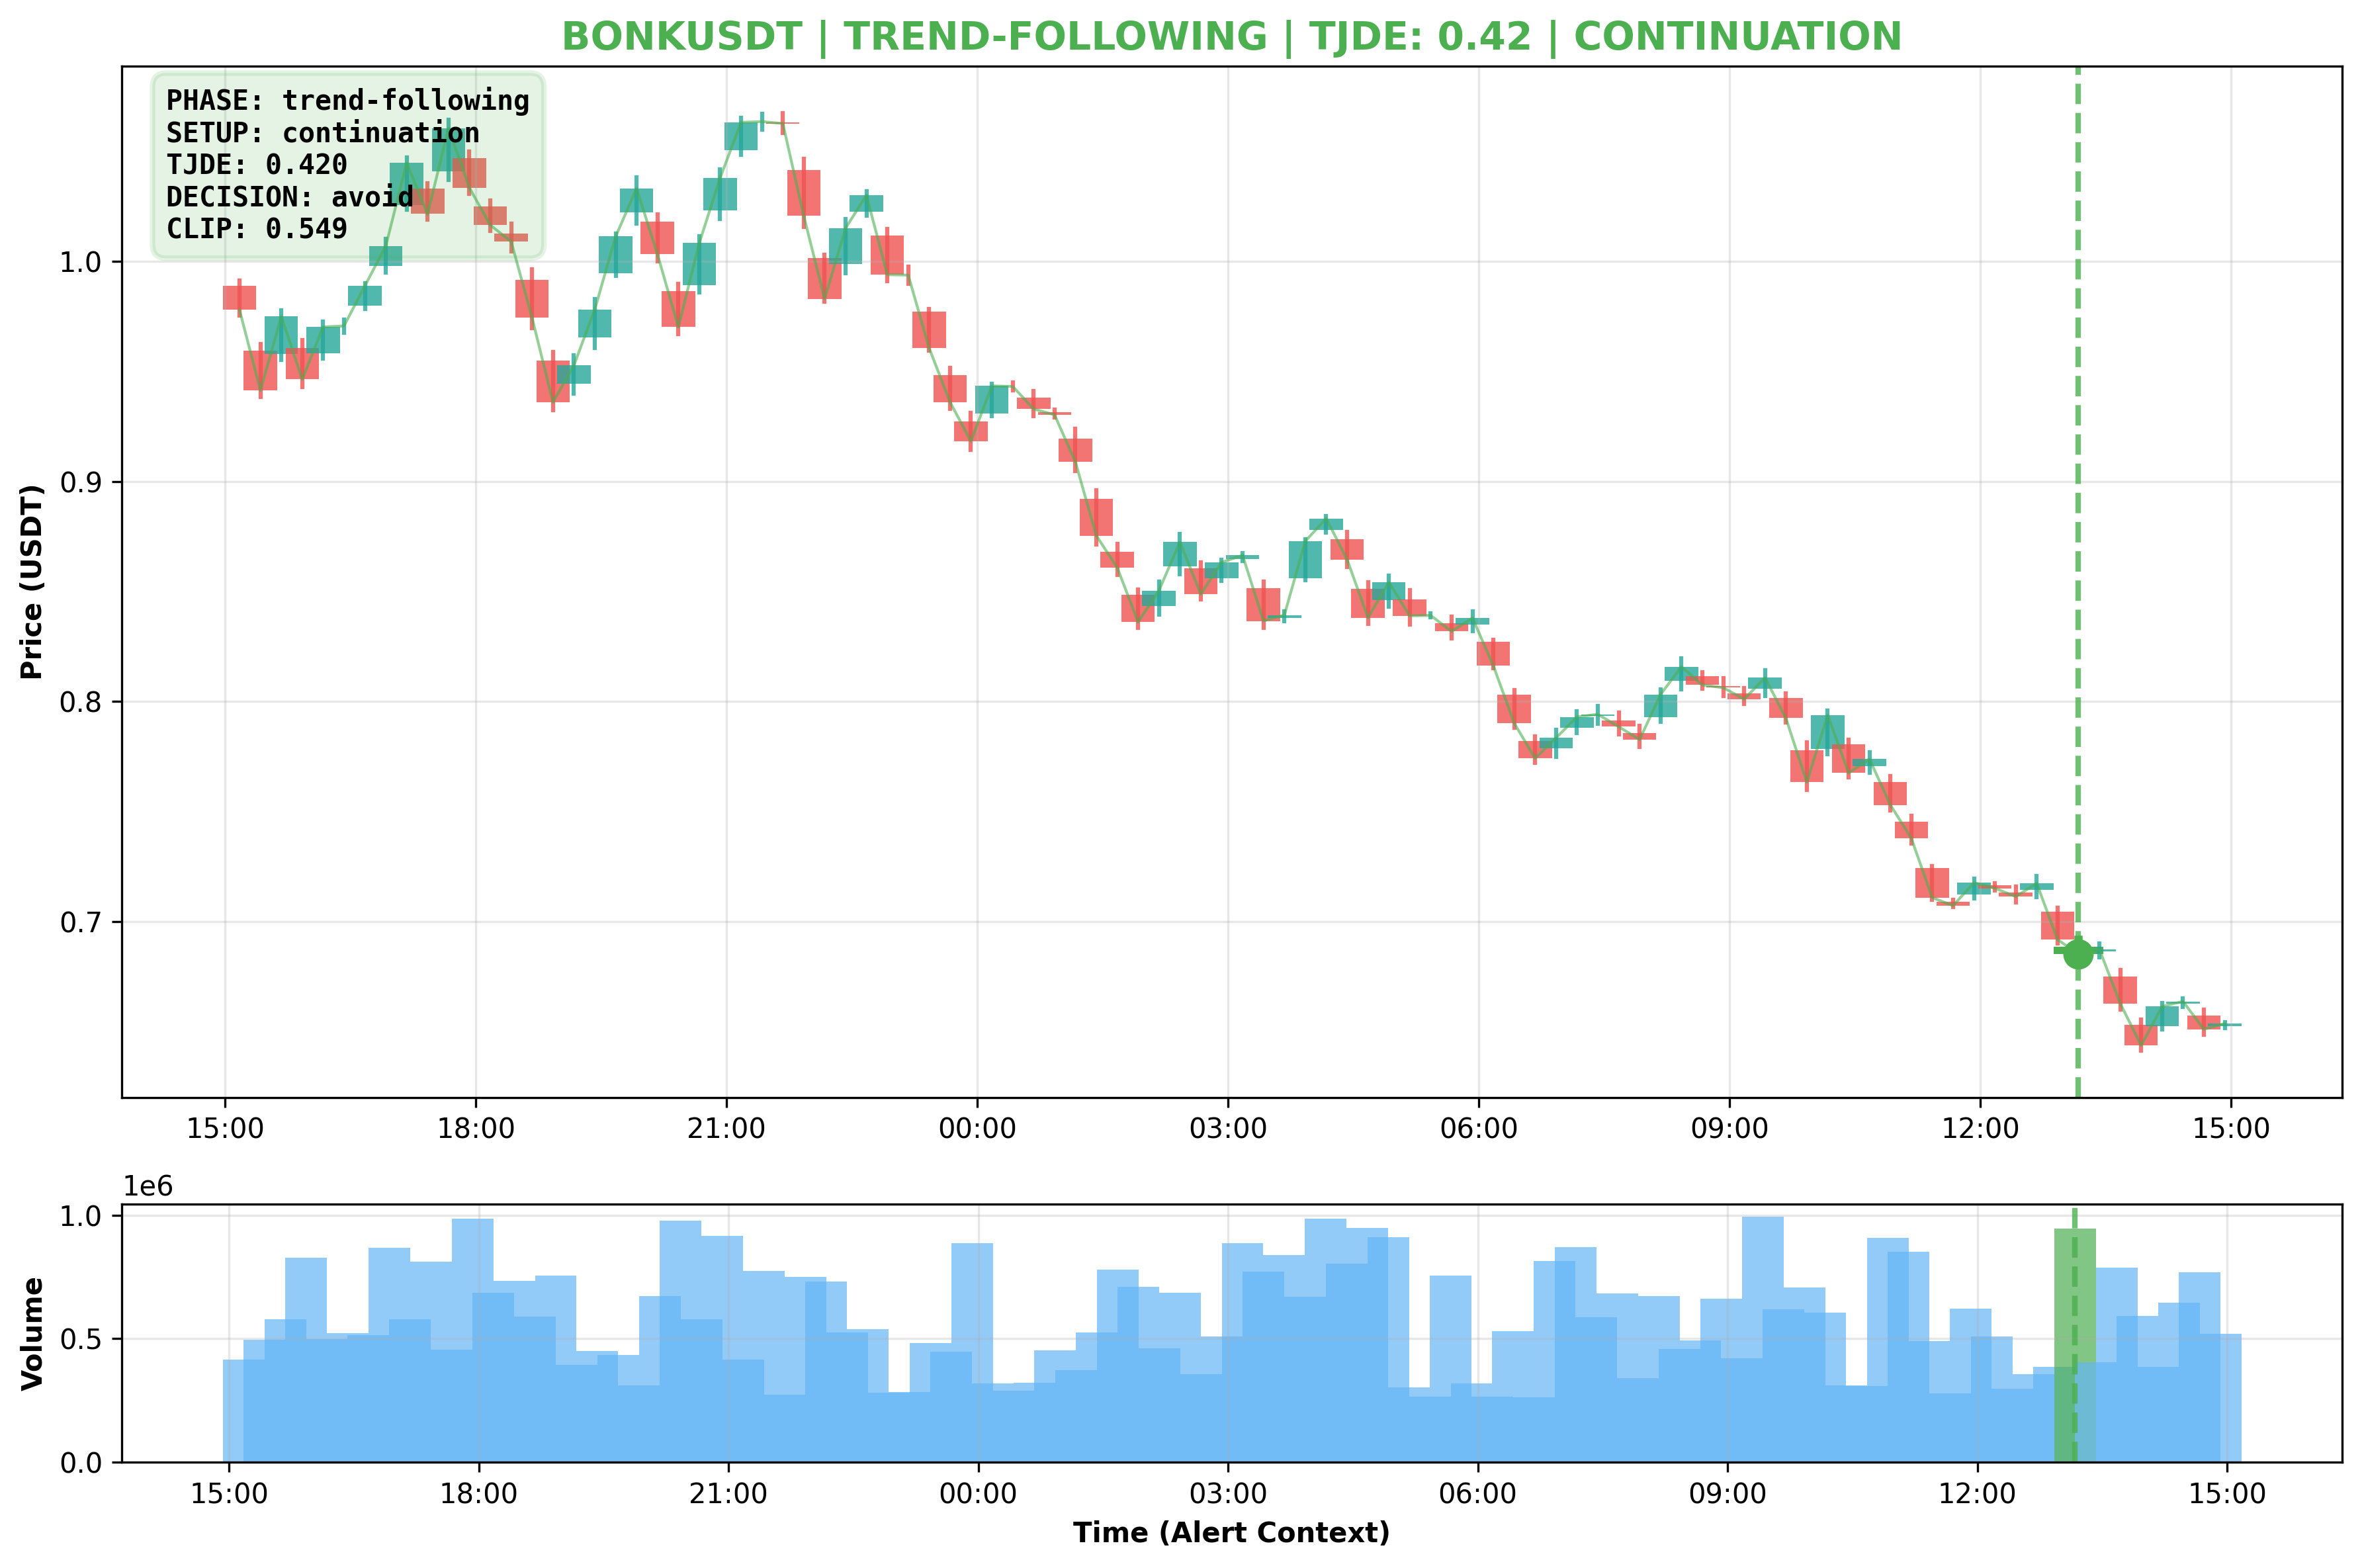 BONKUSDT | TREND-FOLLOWING | TJDE: 0.42 | CONTINUATION
PHASE: trend-following
SETUP: continuation
TJDE: 0.420
DECISION: avoid
CLIP: 0.549
Price (USDT)
1.0
0.9
0.8
0.7
15:00 18:00 21:00 00:00 03:00 06:00 09:00 12:00 15:00
1e6
Volume
1.0
0.5
0.0
15:00 18:00 21:00 00:00 03:00 06:00 09:00 12:00 15:00
Time (Alert Context)